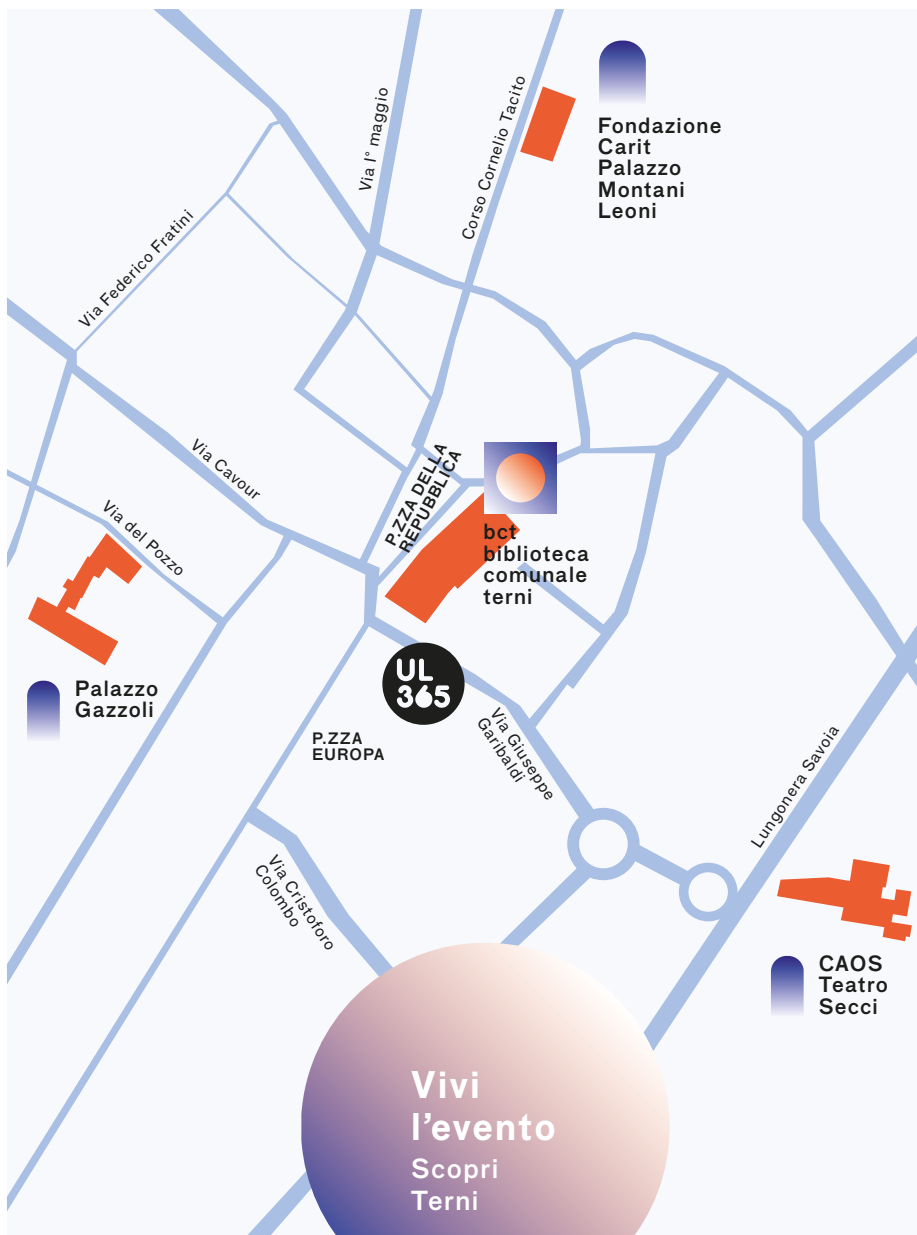 Via I° maggio
Corso Cornelio Tacito
Fondazione
Carit
Palazzo
Montani
Leoni
Via Federico Fratini
Via Cavour
P.ZZA DELLA
REPUBBLICA
Via del Pozzo
bct
biblioteca
comunale
terni
UL
365
Palazzo
Gazzoli
P.ZZA
EUROPA
Via Giuseppe
Garibaldi
Lungonera Savoia
Via Cristoforo
Colombo
CAOS
Teatro
Secci
Vivi
l'evento
Scopri
Terni